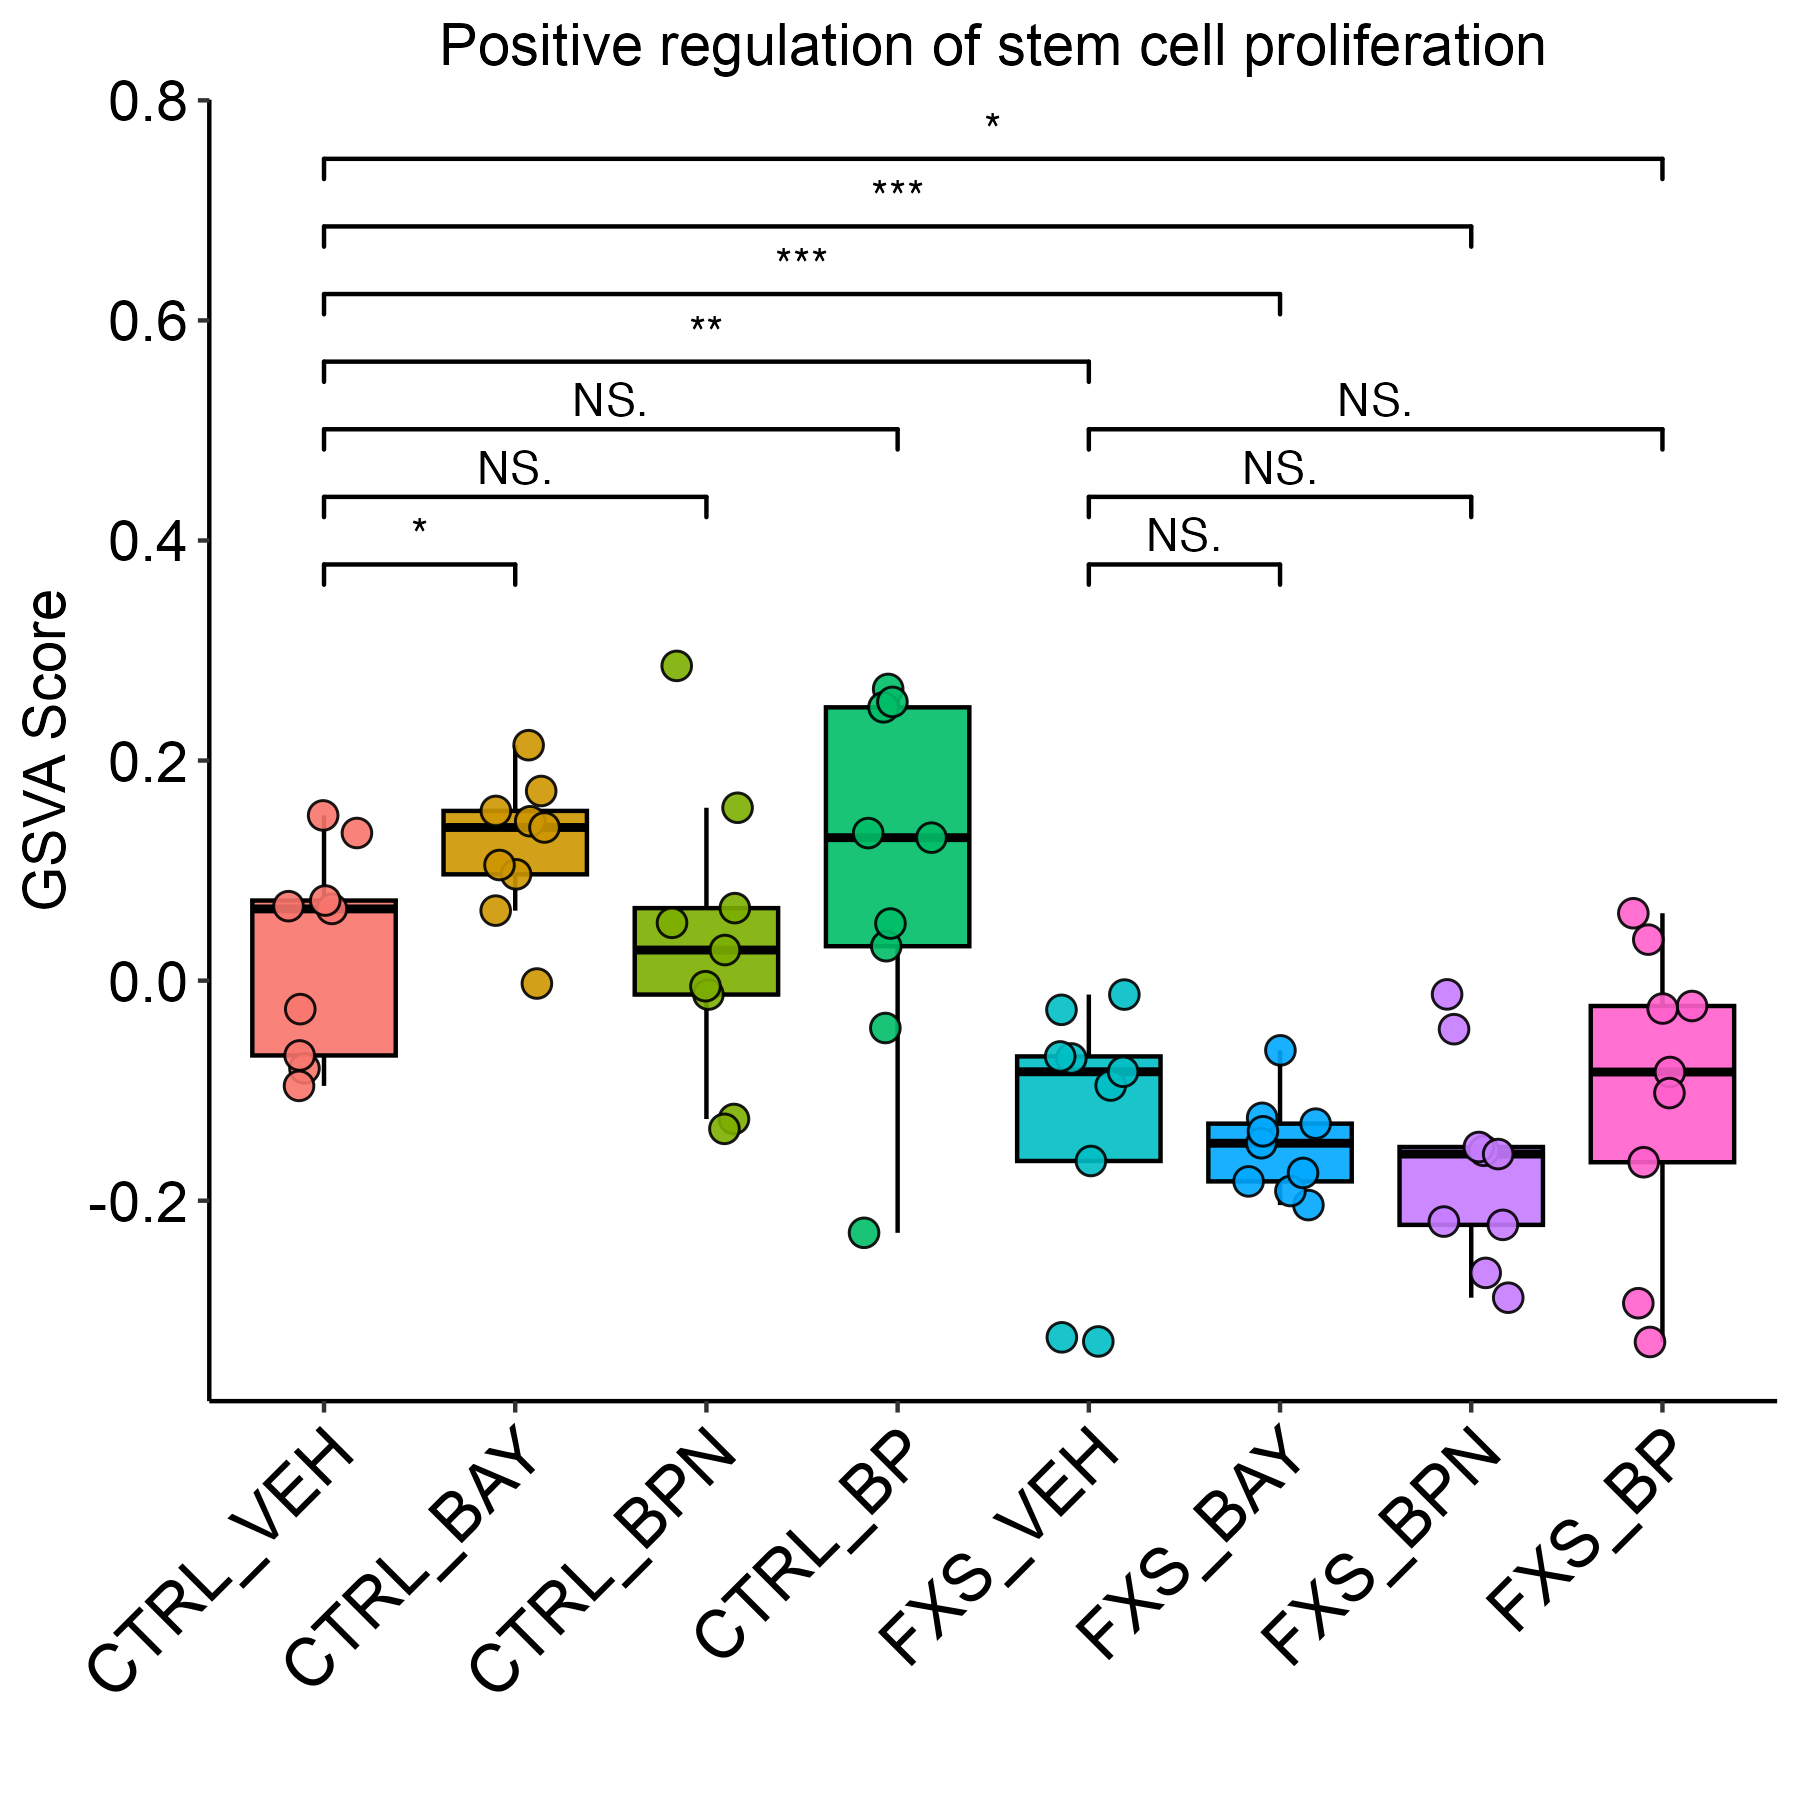 Positive regulation of stem cell proliferation
0.8
*
***
0.6
***
**
NS.
NS.
NS.
NS.
0.4
*
NS.
GSVA Score
0.2
0.0
-0.2
CTRL_VEH
CTRL_BAY
CTRL_BPN
CTRL_BP
FXS_VEH
FXS_BAY
FXS_BPN
FXS_BP